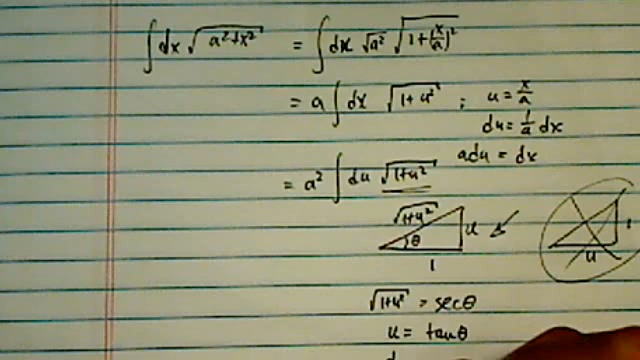 ∫dx √(a²+x²) = ∫dx √a² √(1+(x/a)²)
= a ∫dx √(1+u²) ; u = x/a
du = 1/a dx
= a² ∫du √(1+u²) adu = dx
√(1+u²) u θ 1
1 u
√(1+u²) = secθ
u = tanθ